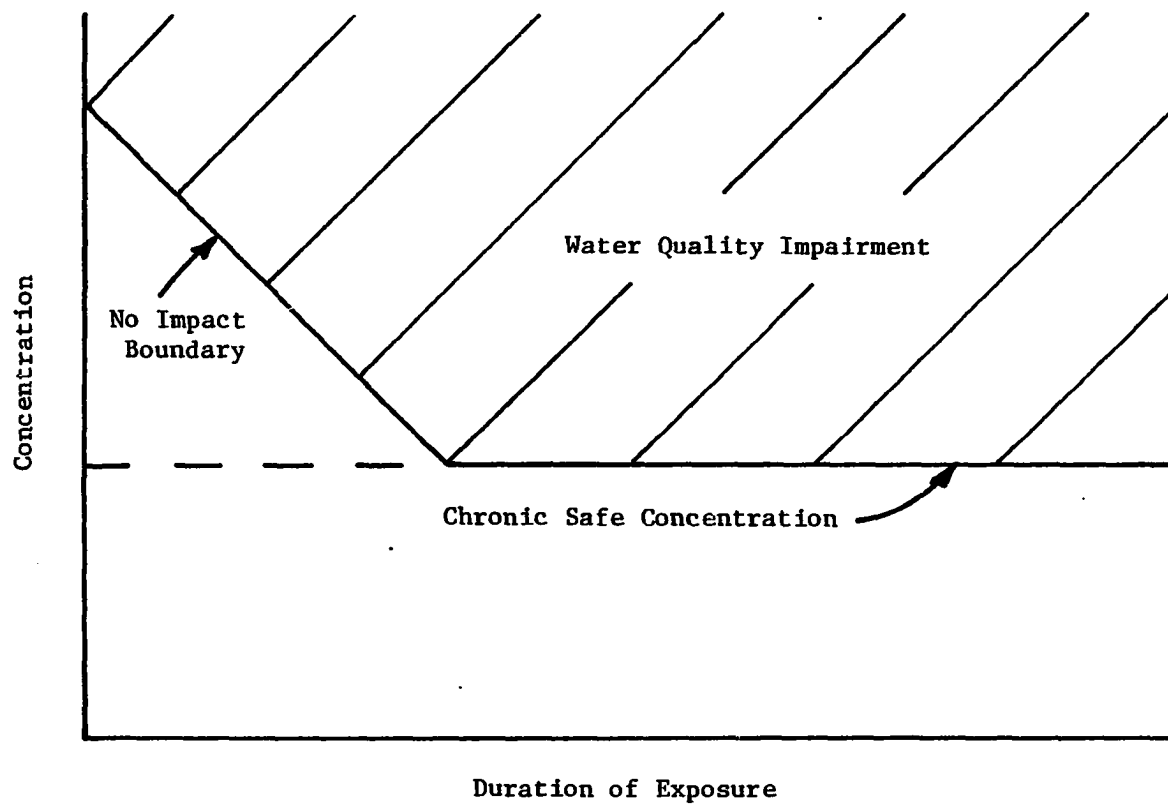 Water Quality Impairment
No Impact
Boundary
Concentration
Chronic Safe Concentration
Duration of Exposure